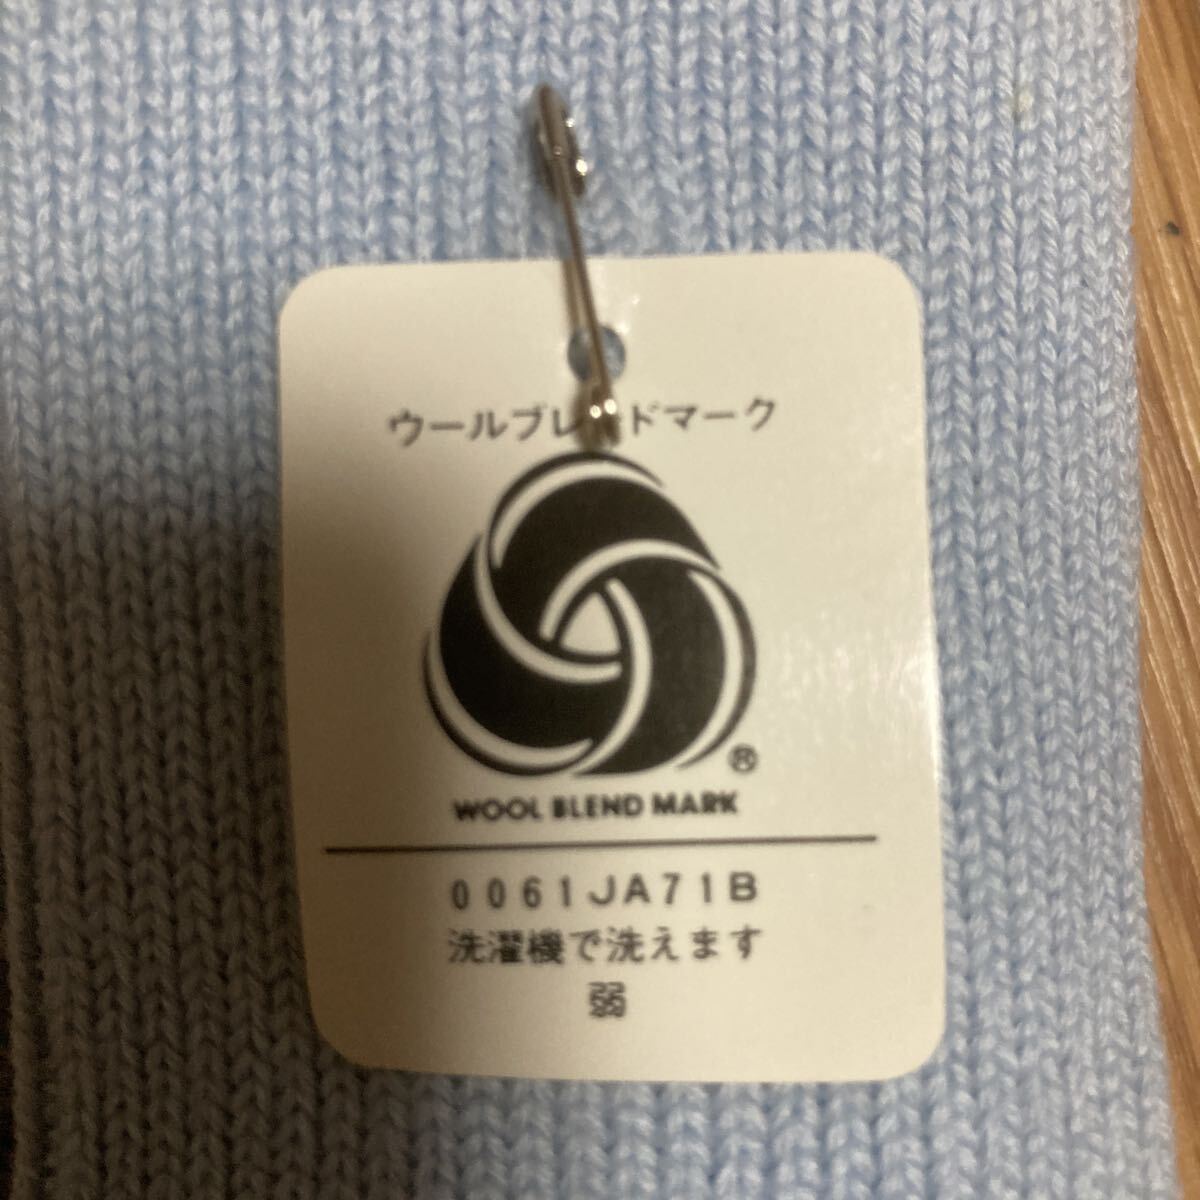 ウールブレンドマーク
®
WOOL BLEND MARK
0061JA71B
洗濯機で洗えます
弱